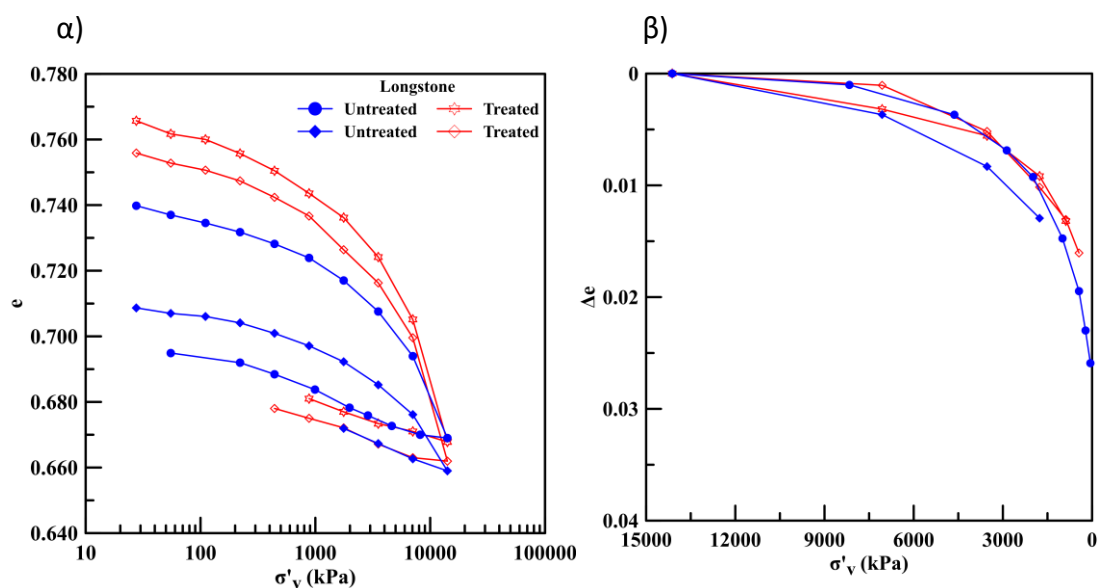 α)
β)
0.780
0.760
0.740
0.720
0.700
0.680
0.660
0.640
e
Longstone
Untreated Treated
Untreated Treated
10 100 1000 10000 100000
σ'v (kPa)
0
0.01
0.02
0.03
0.04
Δe
15000 12000 9000 6000 3000 0
σ'v (kPa)